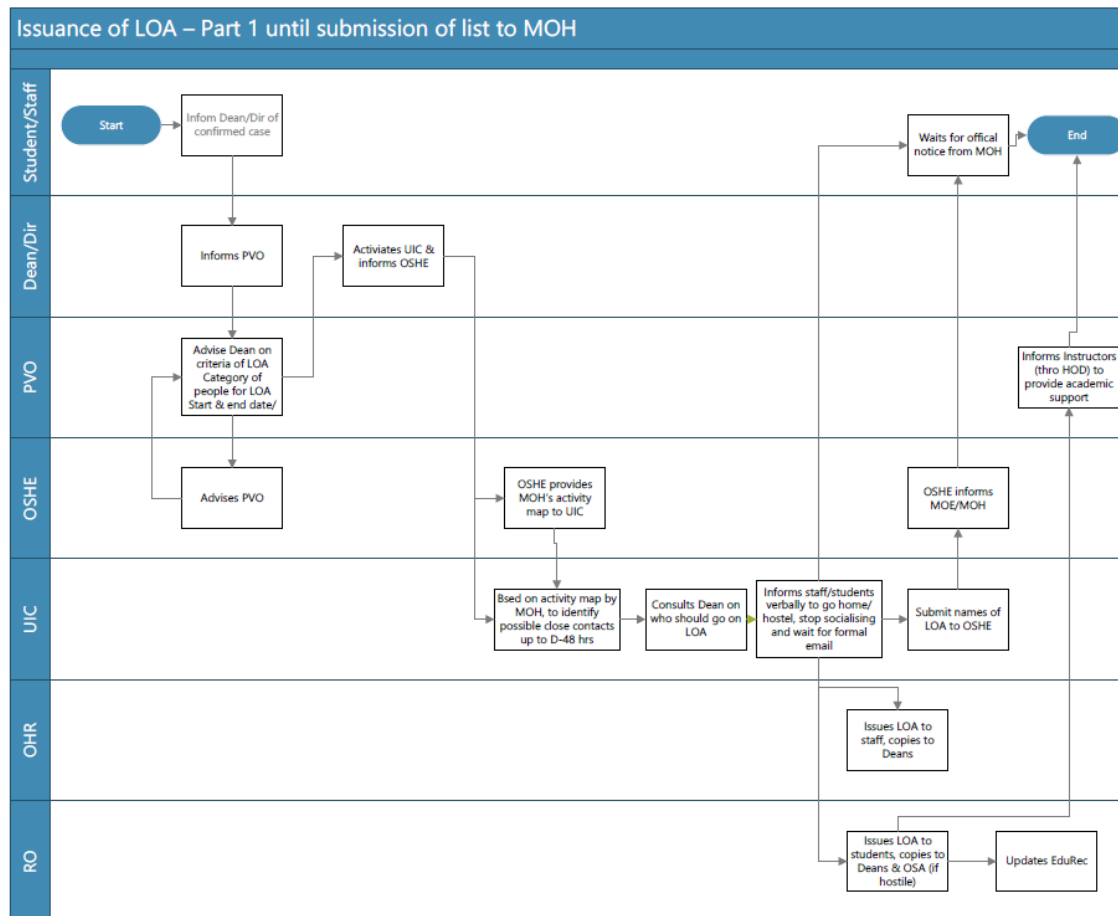 Issuance of LOA – Part 1 until submission of list to MOH
Student/Staff
Start
Infom Dean/Dir of
confirmed case
Waits for offical
notice from MOH
End
Dean/Dir
Informs PVO
Activiates UIC &
informs OSHE
PVO
Advise Dean on
criteria of LOA
Category of
people for LOA
Start & end date/
Informs Instructors
(thro HOD) to
provide academic
support
OSHE
Advises PVO
OSHE provides
MOH's activity
map to UIC
OSHE informs
MOE/MOH
UIC
Bsed on activity map by
MOH, to identify
possible close contacts
up to D-48 hrs
Consults Dean on
who should go on
LOA
Informs staff/students
verbally to go home/
hostel, stop socialising
and wait for formal
email
Submit names of
LOA to OSHE
OHR
Issues LOA to
staff, copies to
Deans
RO
Issues LOA to
students, copies to
Deans & OSA (if
hostile)
Updates EduRec